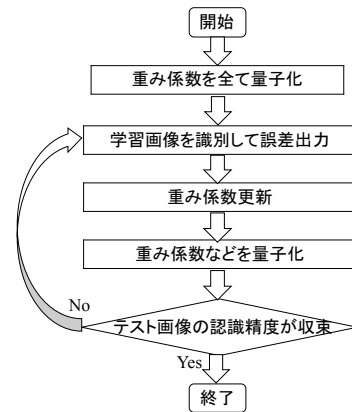 開始
重み係数を全て量子化
学習画像を識別して誤差出力
重み係数更新
重み係数などを量子化
No
テスト画像の認識精度が収束
Yes
終了